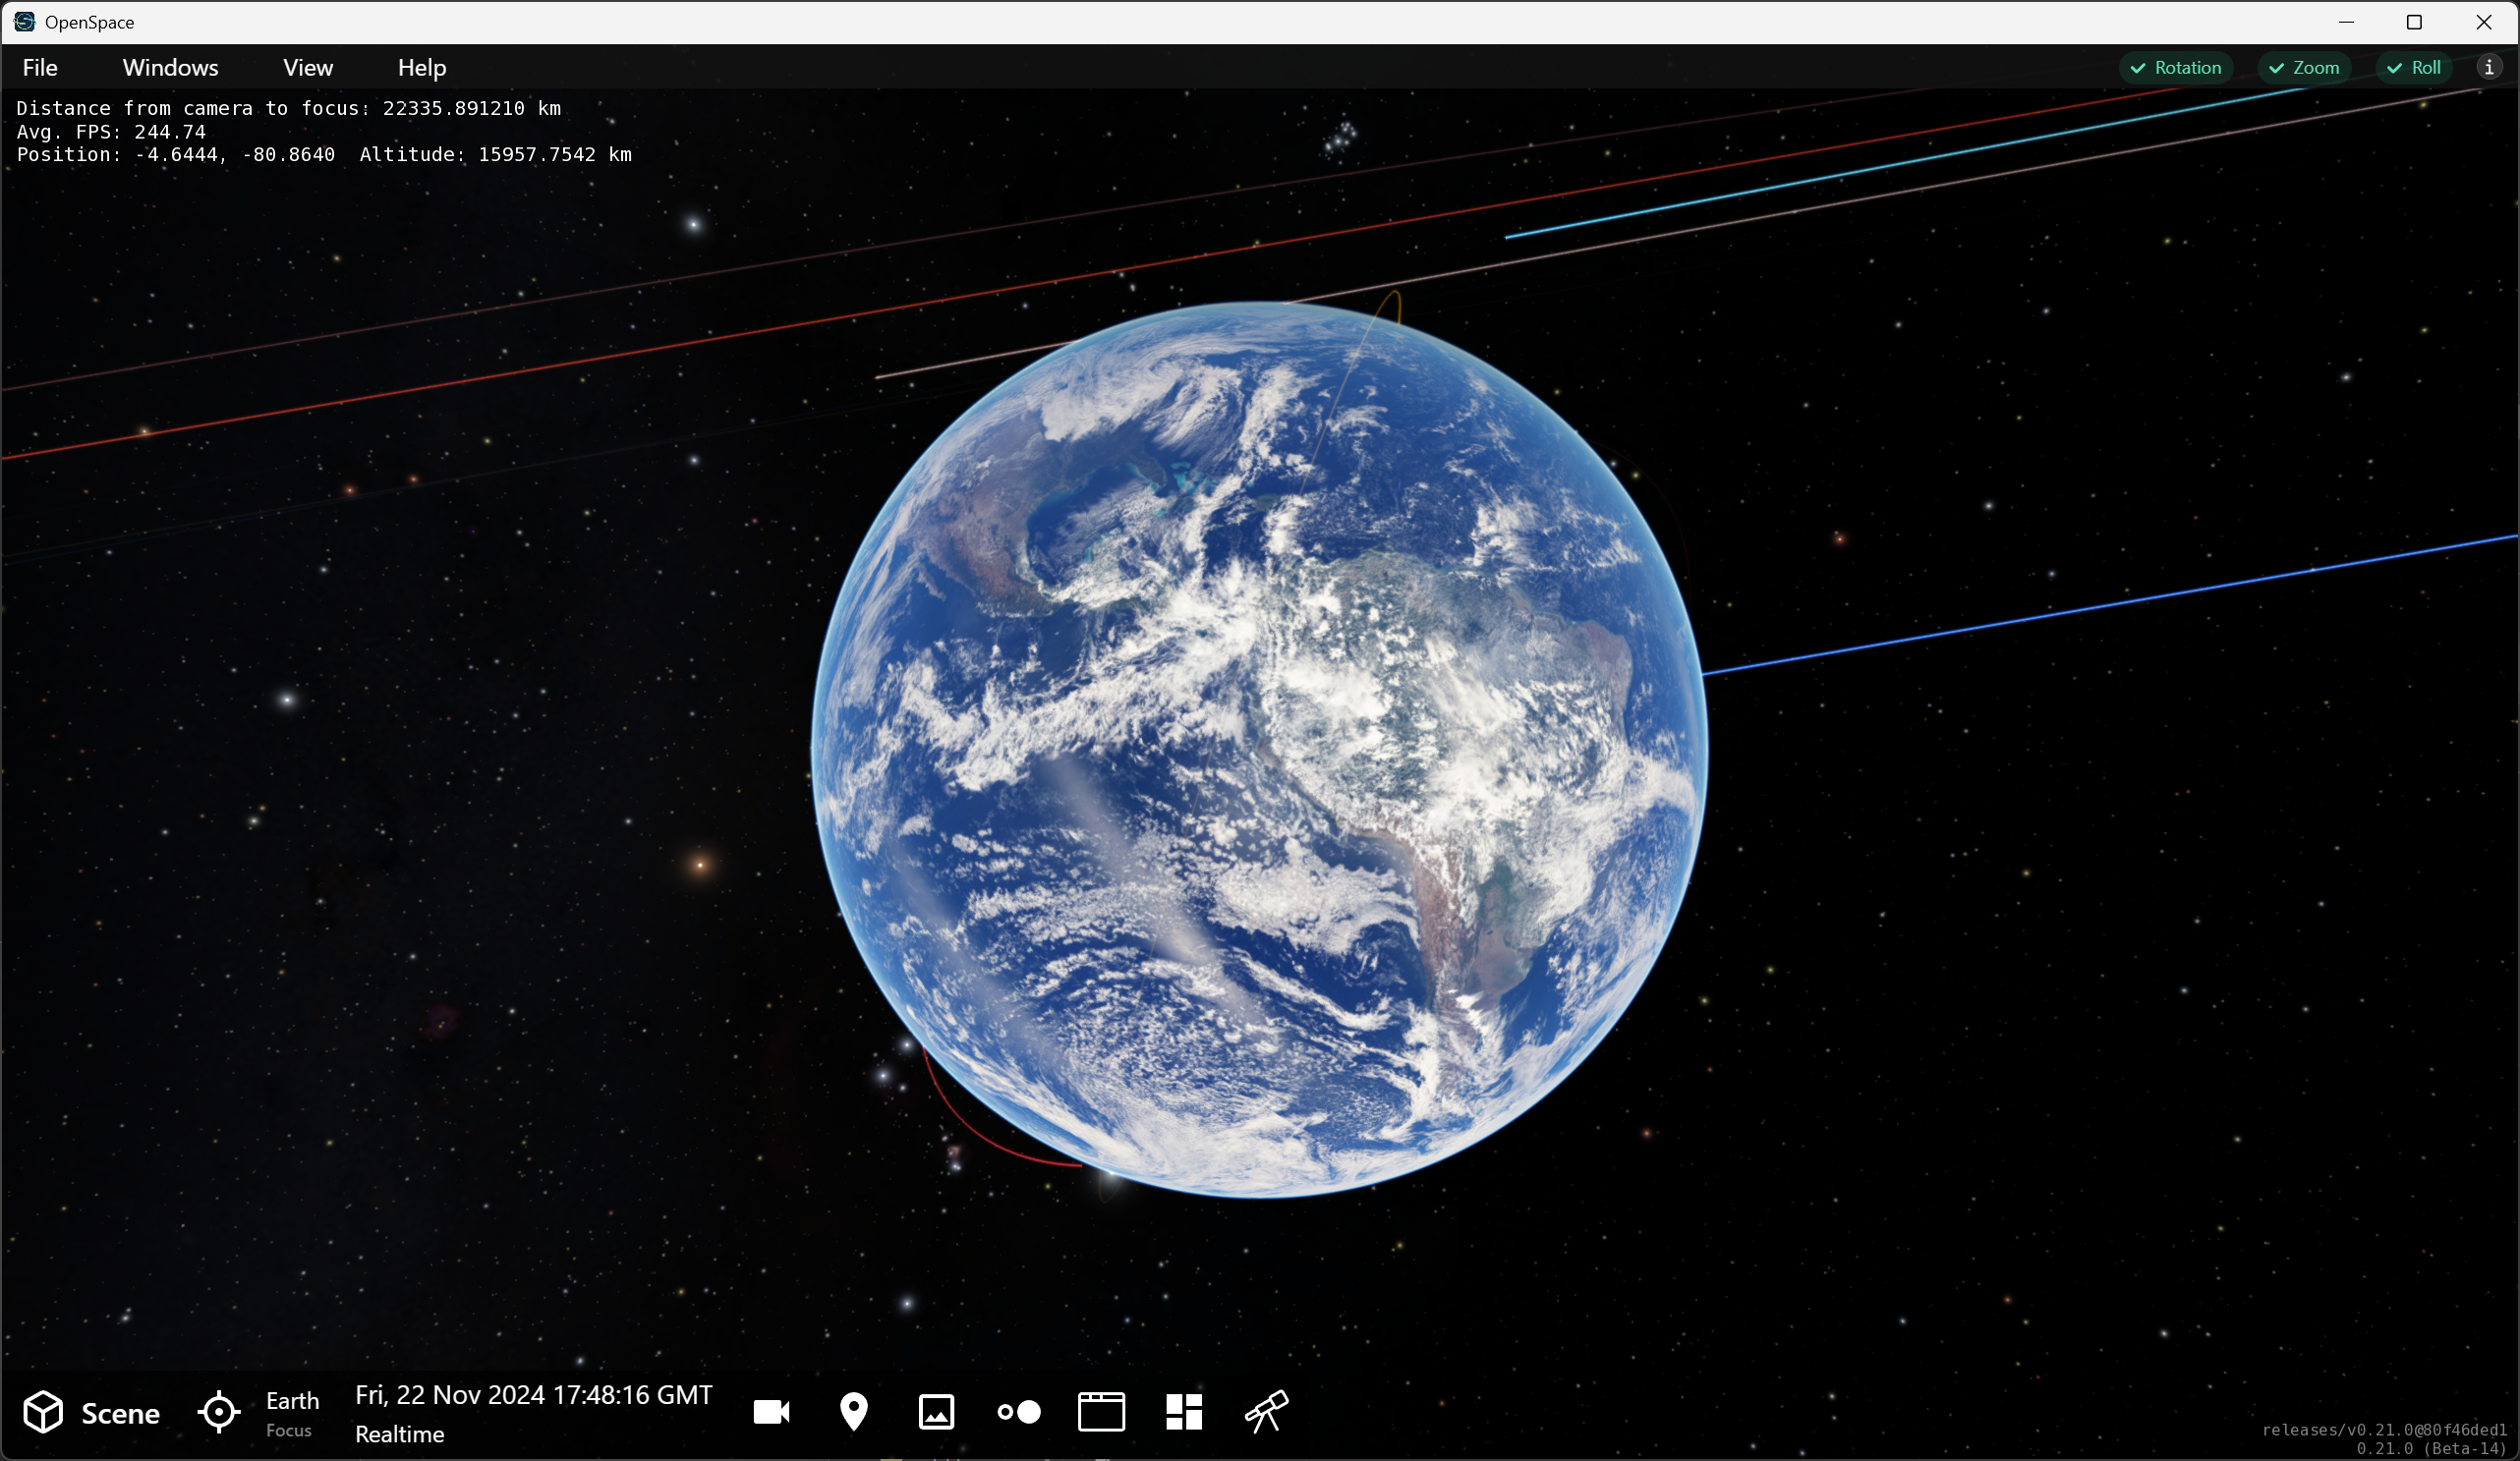 OpenSpace
File Windows View Help Rotation Zoom Roll i
Distance from camera to focus: 22335.891210 km
Avg. FPS: 244.74
Position: -4.6444, -80.8640  Altitude: 15957.7542 km
Scene
Earth
Focus
Fri, 22 Nov 2024 17:48:16 GMT
Realtime
releases/v0.21.0@80f46ded1
0.21.0 (Beta-14)